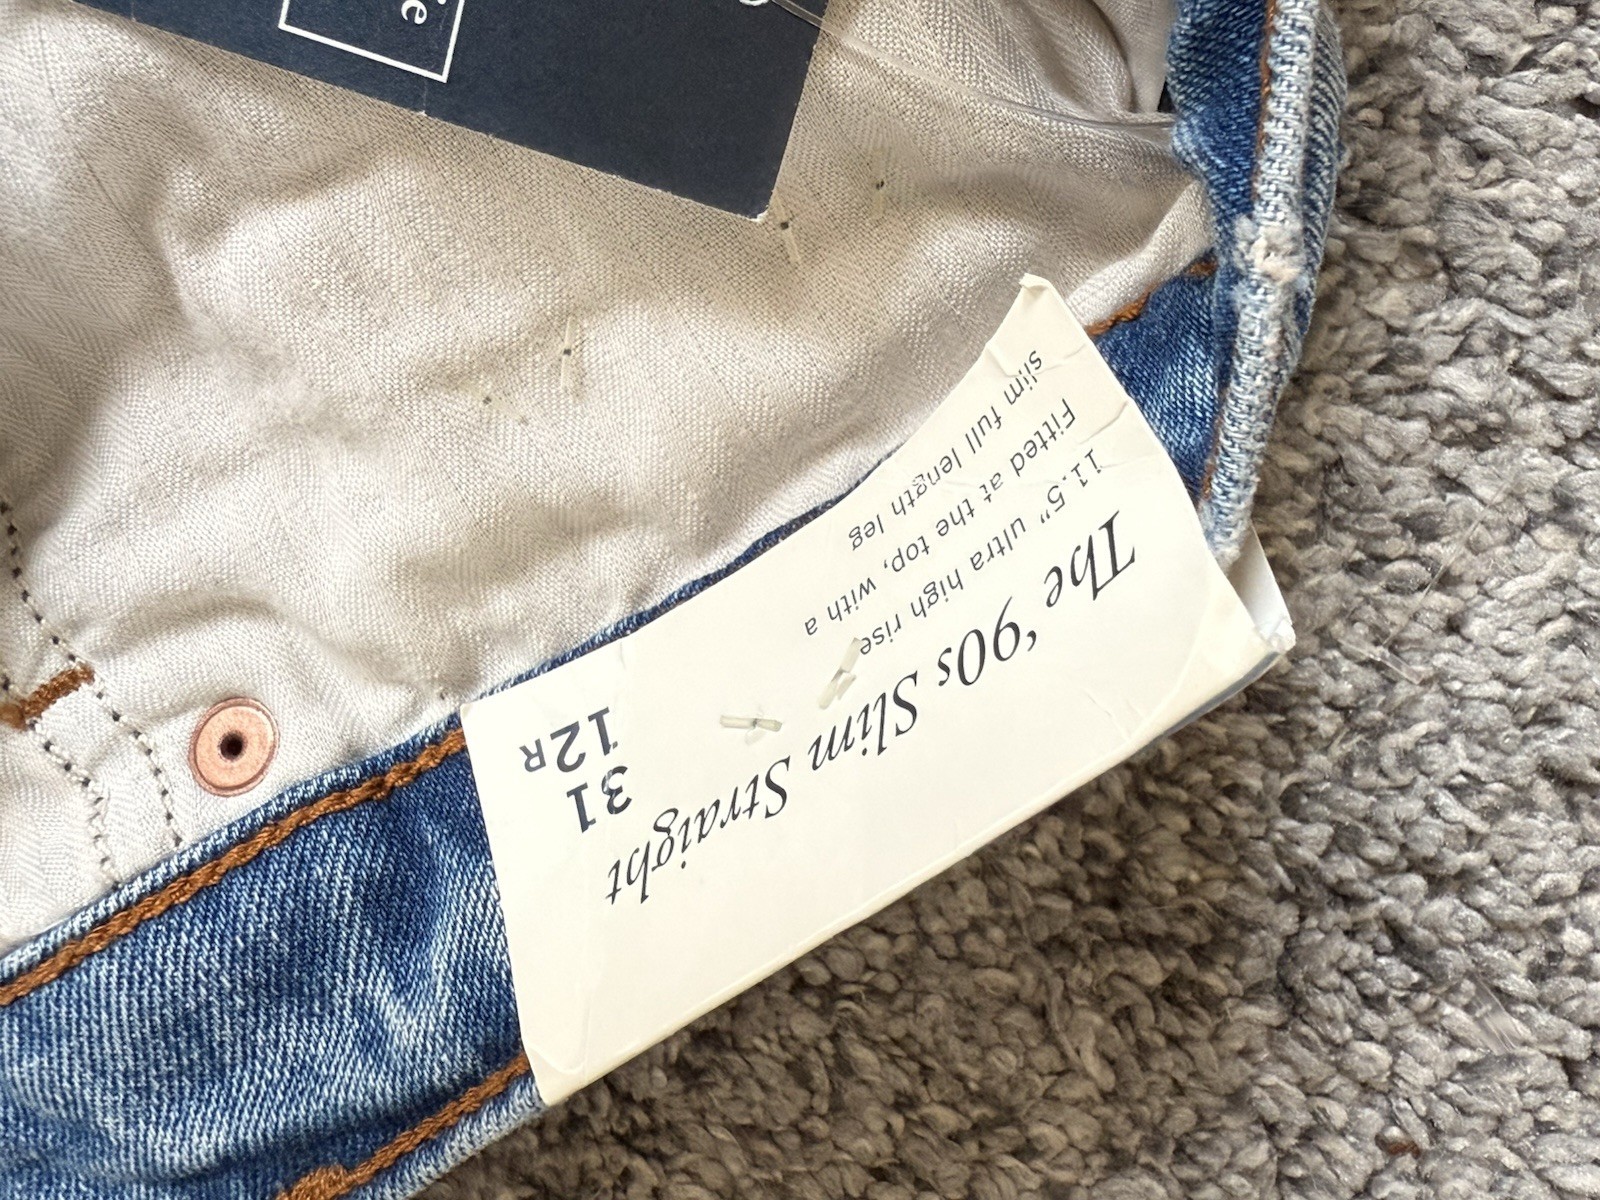 The '90s Slim Straight
11.5" ultra high rise
Fitted at the top, with a
slim full length leg
31
12R